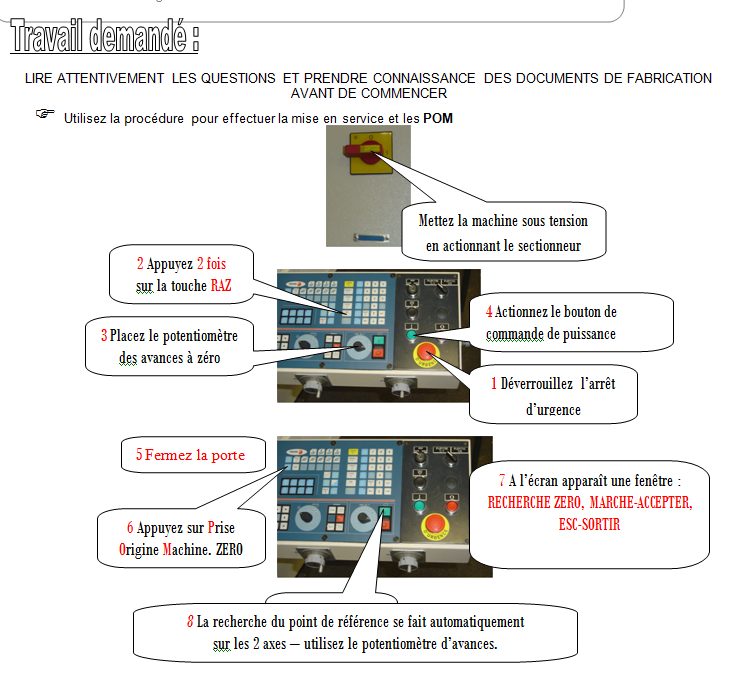 Travail demandé :
LIRE ATTENTIVEMENT LES QUESTIONS ET PRENDRE CONNAISSANCE DES DOCUMENTS DE FABRICATION
AVANT DE COMMENCER
☞ Utilisez la procédure pour effectuer la mise en service et les POM
Mettez la machine sous tension
en actionnant le sectionneur
2 Appuyez 2 fois
sur la touche RAZ
3 Placez le potentiomètre
des avances à zéro
4 Actionnez le bouton de
commande de puissance
1 Déverrouillez l'arrêt
d'urgence
5 Fermez la porte
6 Appuyez sur Prise
Origine Machine. ZERO
7 A l'écran apparaît une fenêtre :
RECHERCHE ZERO, MARCHE-ACCEPTER,
ESC-SORTIR
8 La recherche du point de référence se fait automatiquement
sur les 2 axes – utilisez le potentiomètre d'avances.